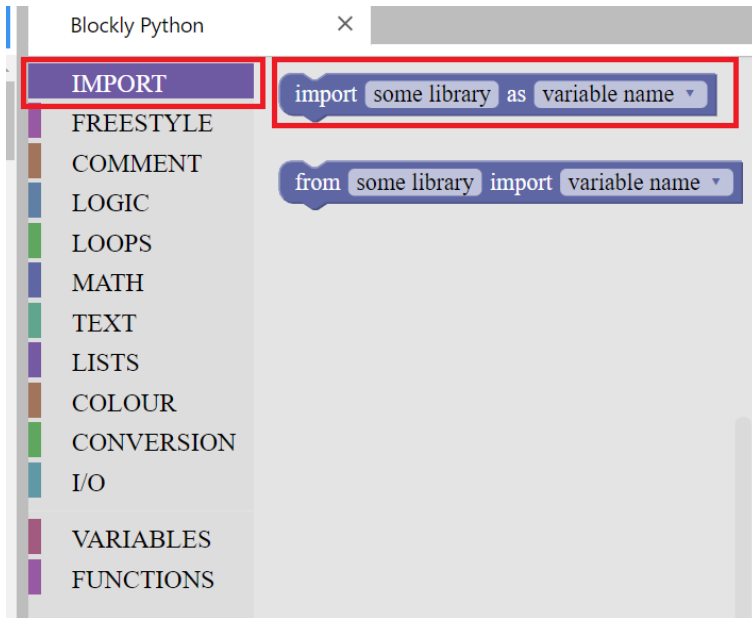 Blockly Python
IMPORT
FREESTYLE
COMMENT
LOGIC
LOOPS
MATH
TEXT
LISTS
COLOUR
CONVERSION
I/O
VARIABLES
FUNCTIONS
import some library as variable name
from some library import variable name